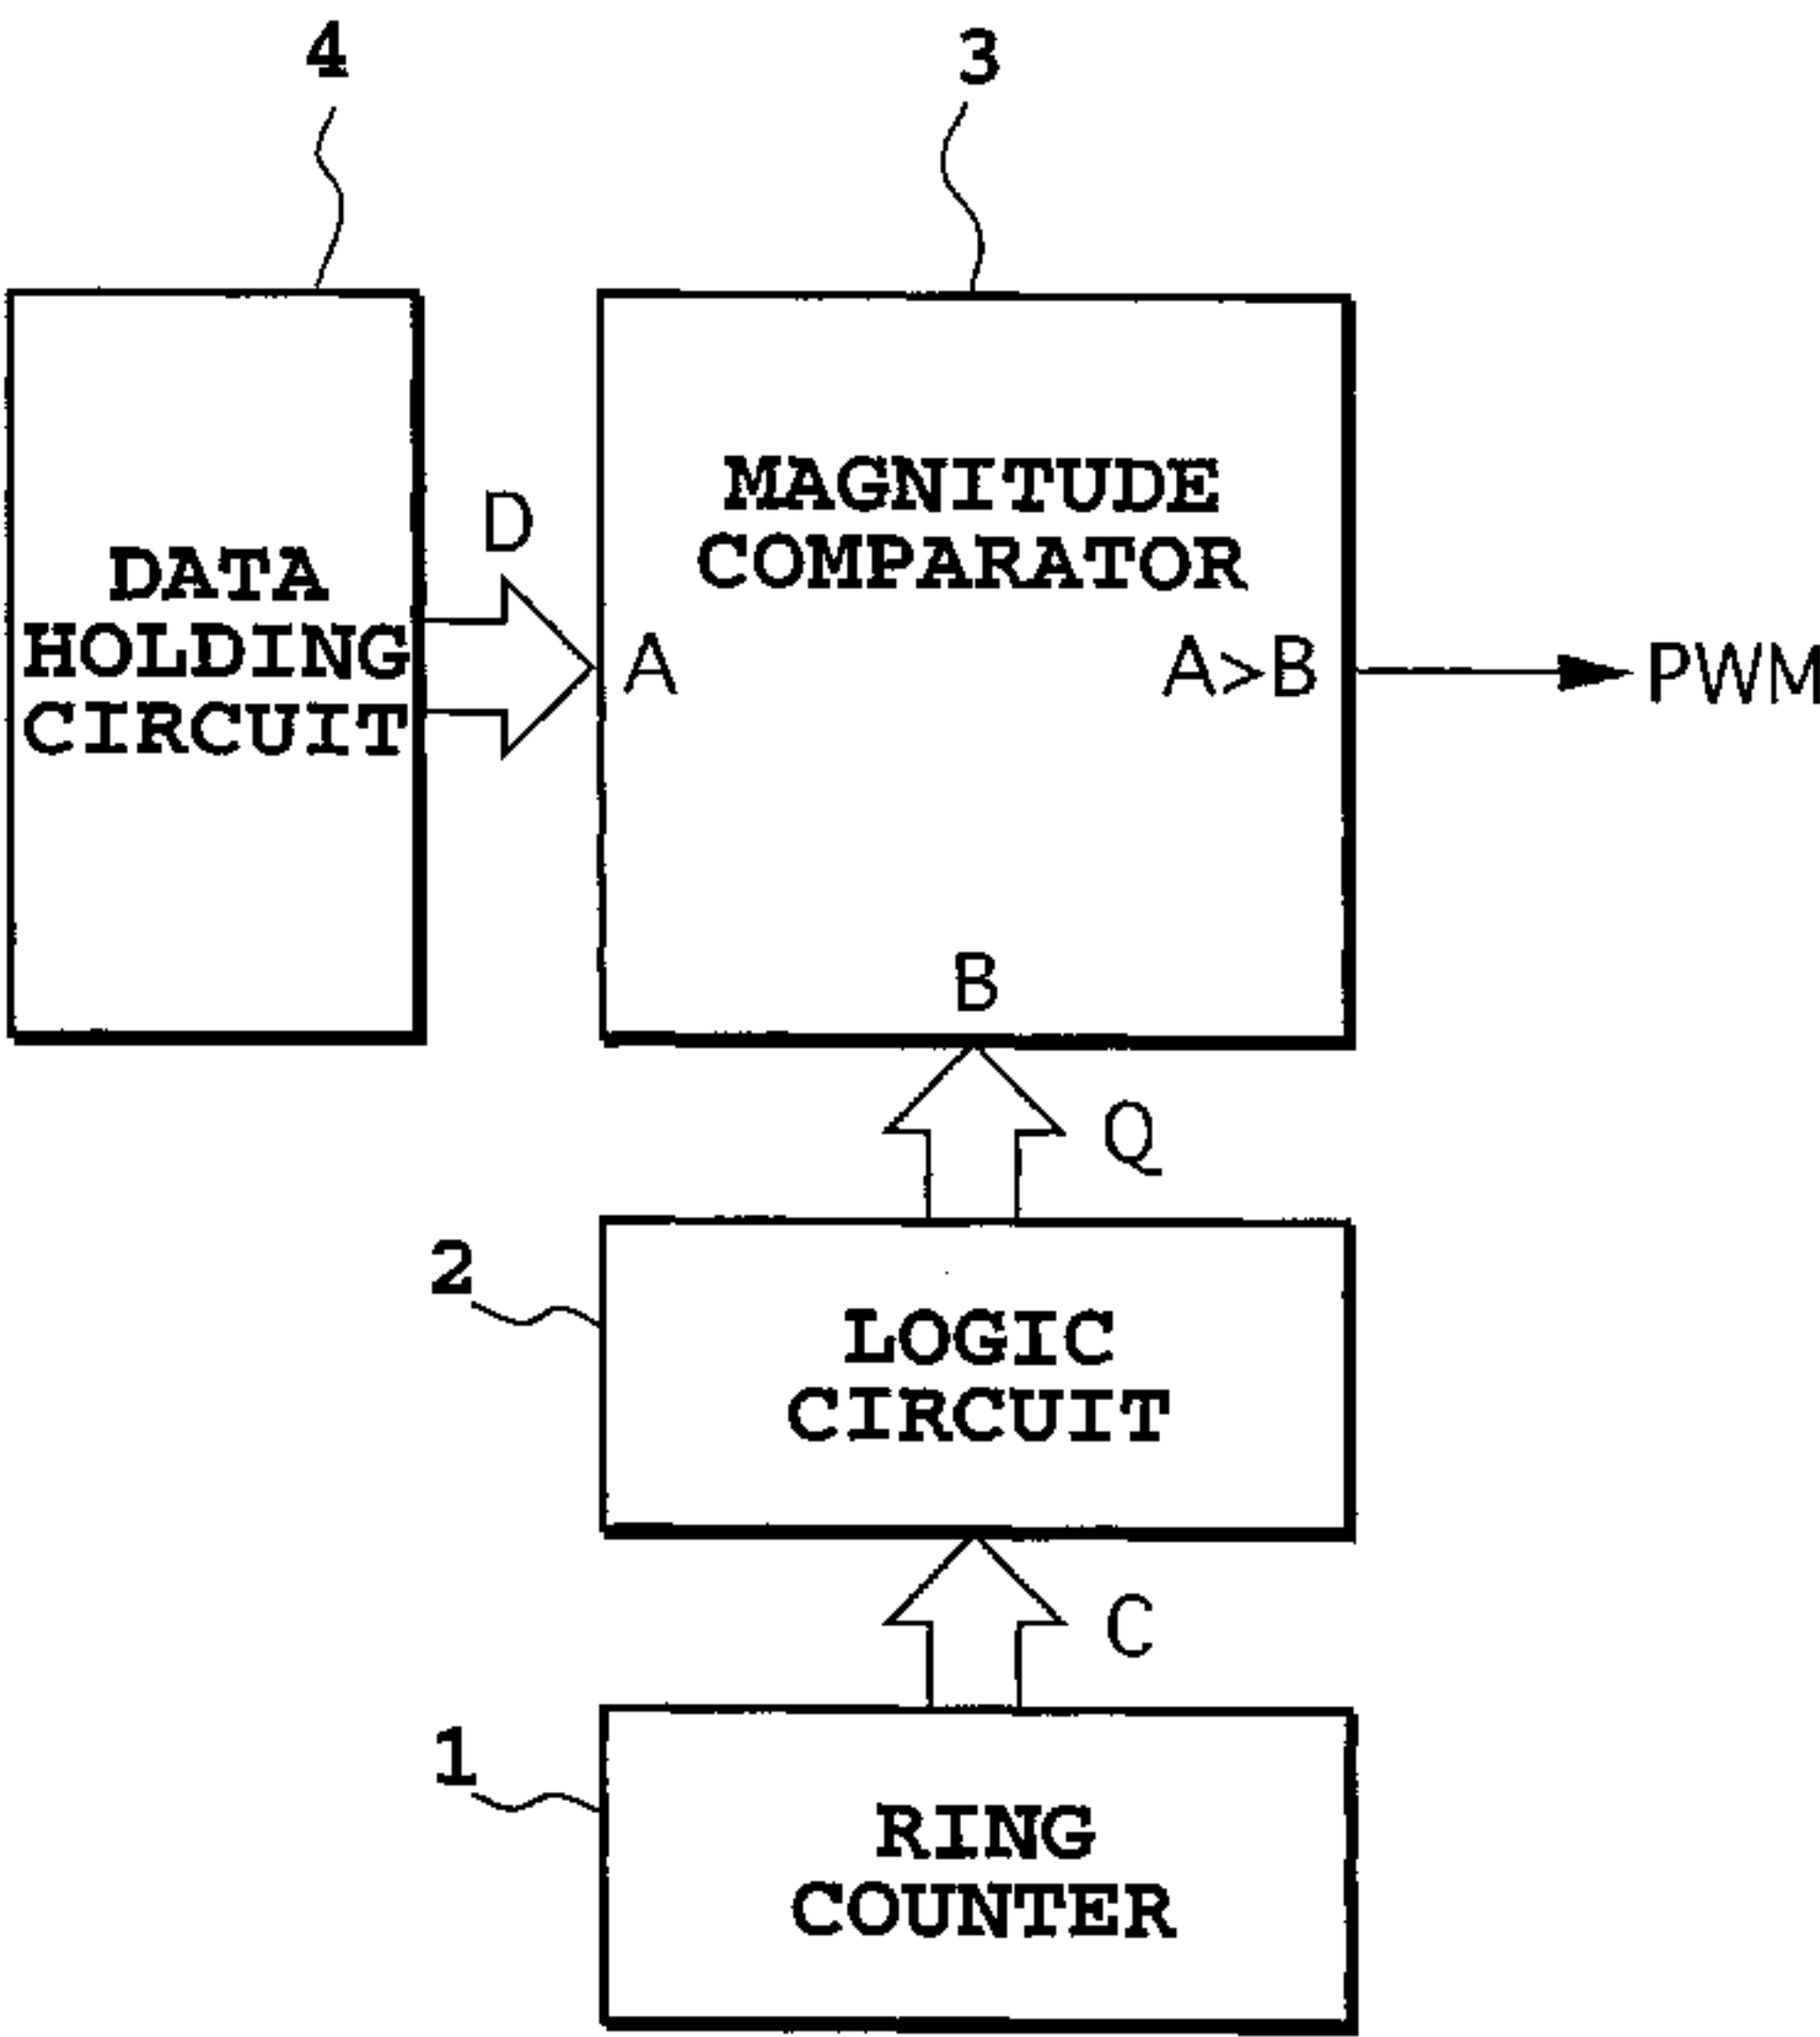 4
3
DATA
HOLDING
CIRCUIT
D
MAGNITUDE
COMPARATOR
A
A>B
PWM
B
Q
2
LOGIC
CIRCUIT
C
1
RING
COUNTER